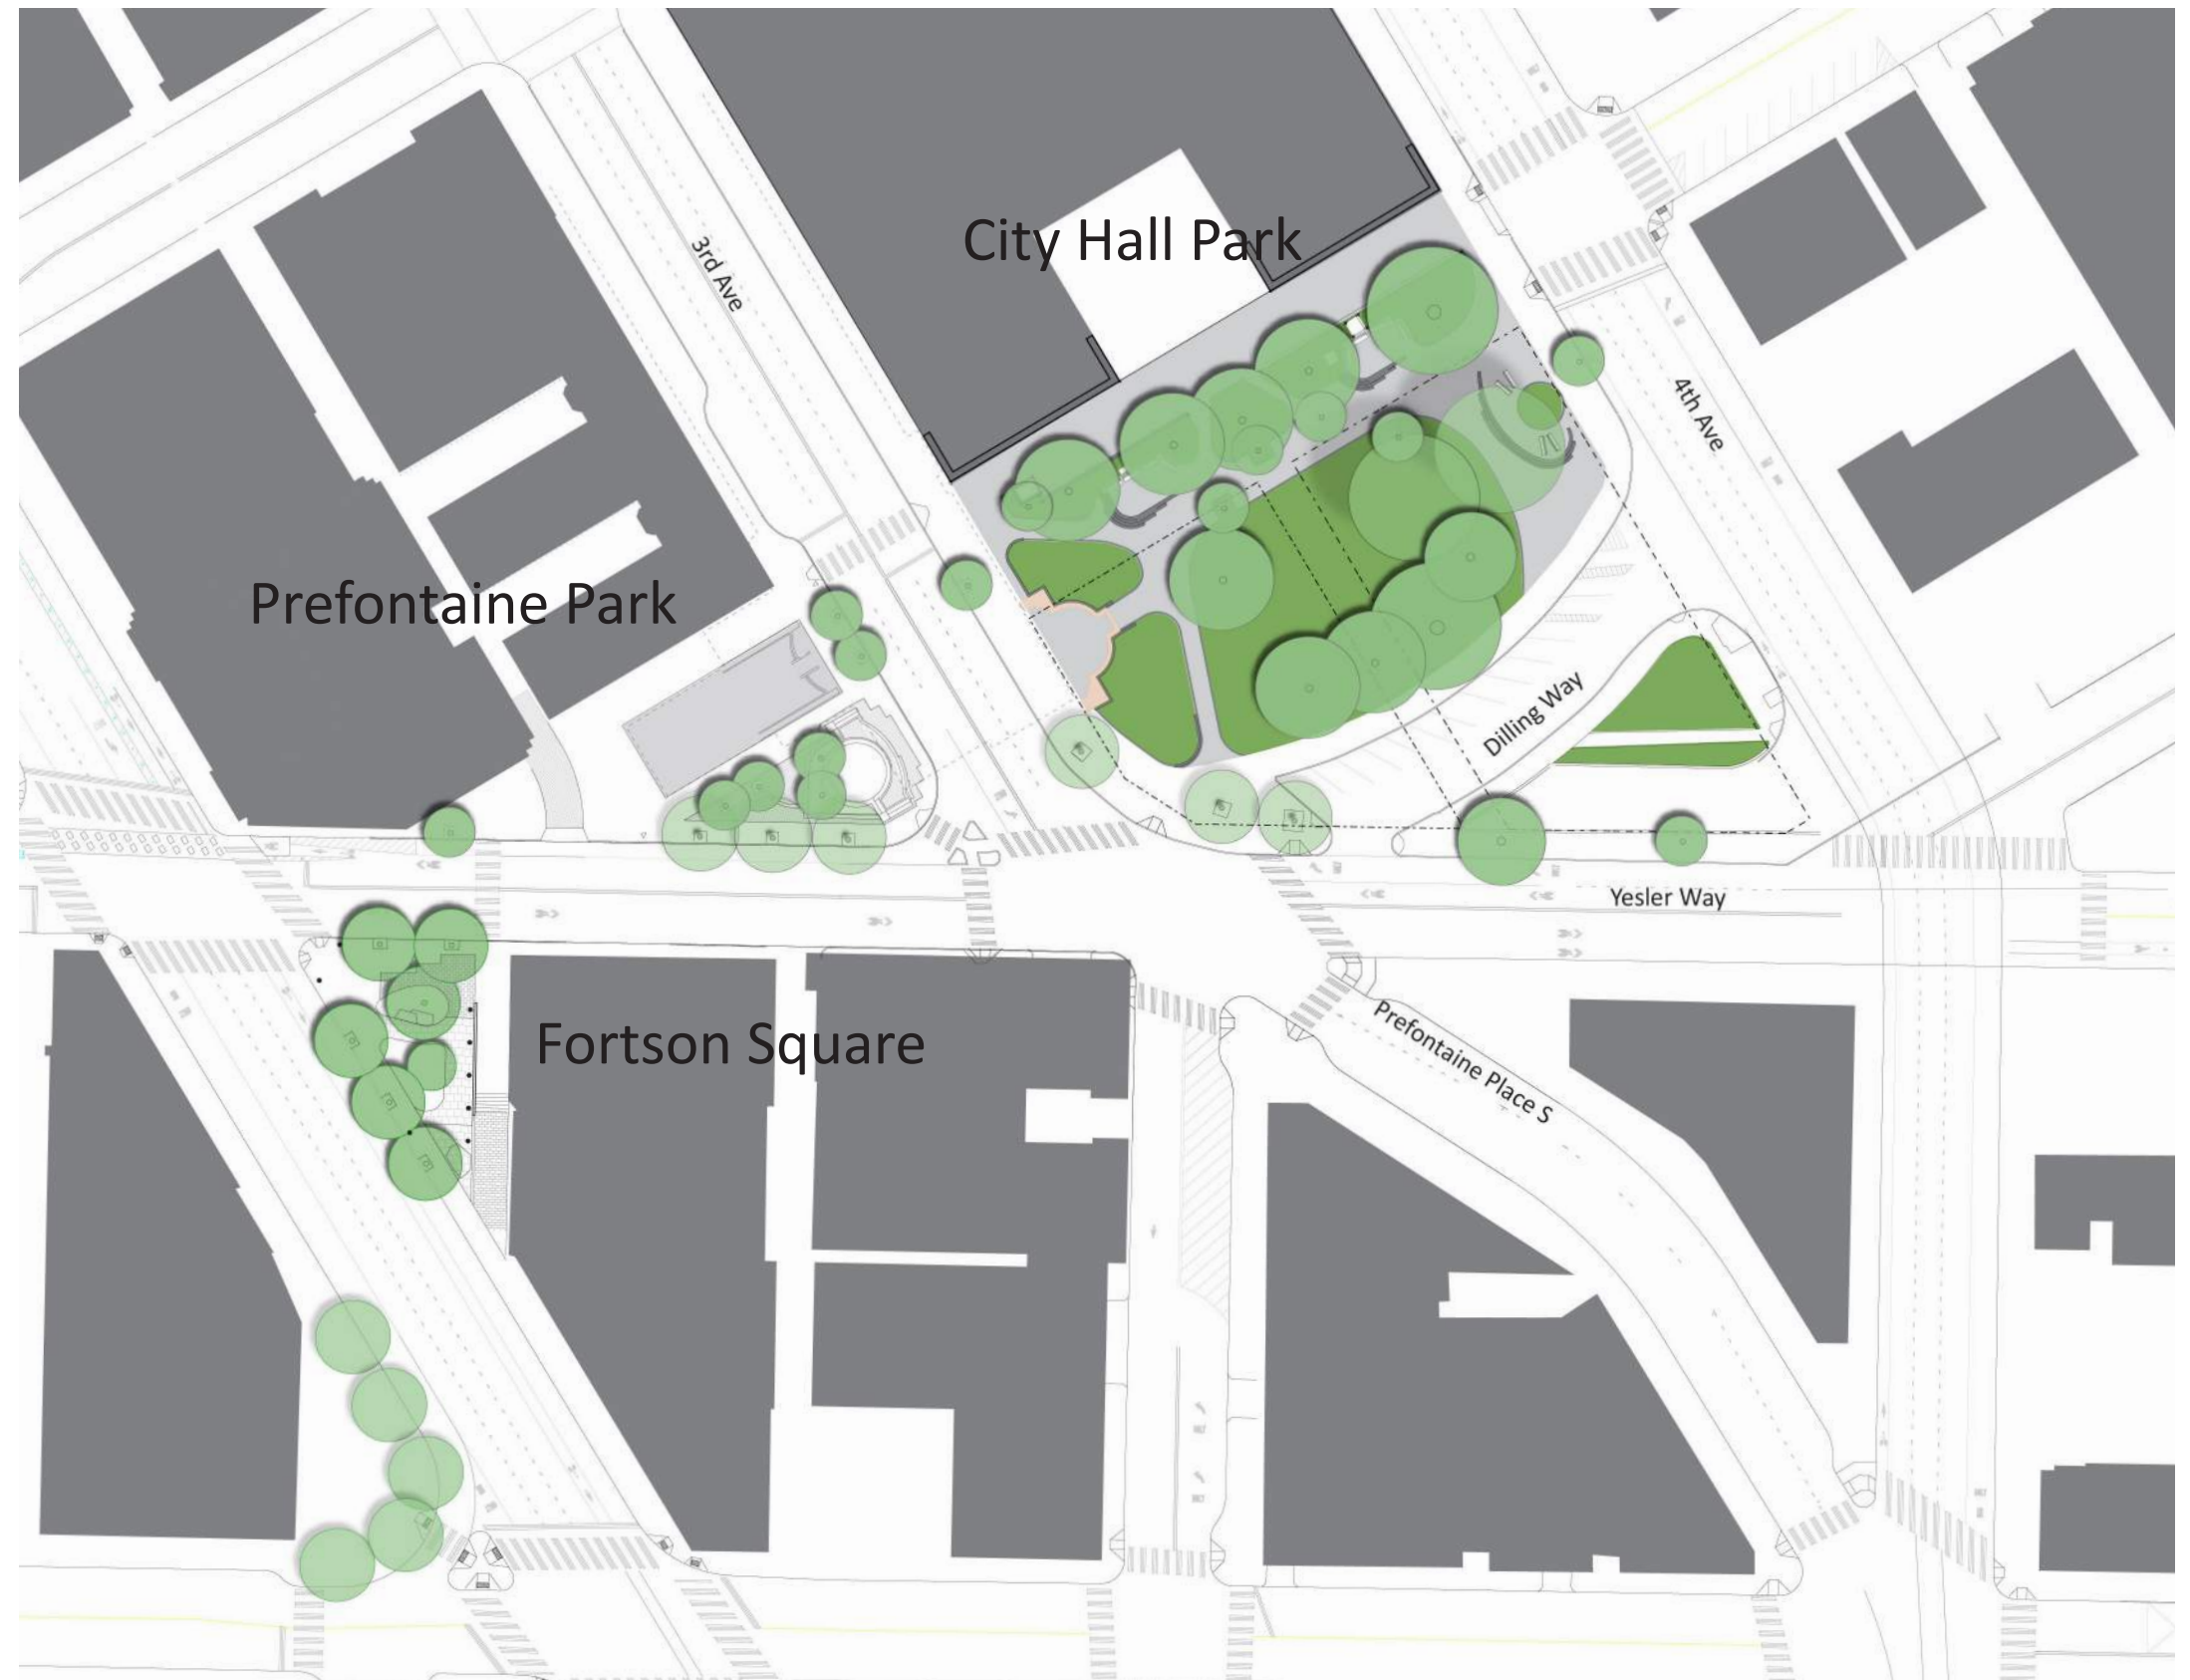 City Hall Park
3rd Ave
4th Ave
Prefontaine Park
Dilling Way
Yesler Way
Fortson Square
Prefontaine Place S